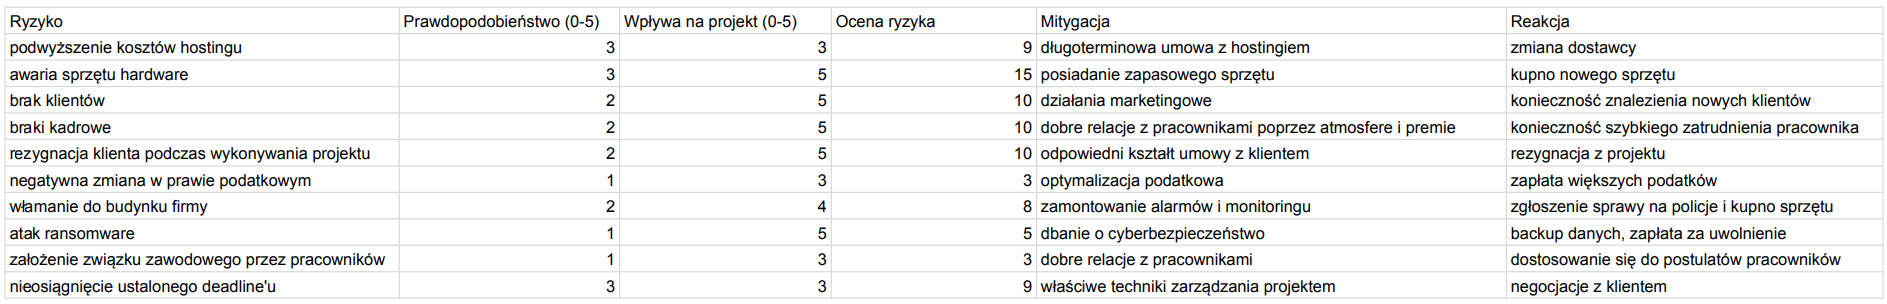 Ryzyko Prawdopodobieństwo (0-5) Wpływa na projekt (0-5) Ocena ryzyka Mitygacja Reakcja
podwyższenie kosztów hostingu 3 3 9 długoterminowa umowa z hostingiem zmiana dostawcy
awaria sprzętu hardware 3 5 15 posiadanie zapasowego sprzętu kupno nowego sprzętu
brak klientów 2 5 10 działania marketingowe konieczność znalezienia nowych klientów
braki kadrowe 2 5 10 dobre relacje z pracownikami poprzez atmosfere i premie konieczność szybkiego zatrudnienia pracownika
rezygnacja klienta podczas wykonywania projektu 2 5 10 odpowiedni kształt umowy z klientem rezygnacja z projektu
negatywna zmiana w prawie podatkowym 1 3 3 optymalizacja podatkowa zapłata większych podatków
włamanie do budynku firmy 2 4 8 zamontowanie alarmów i monitoringu zgłoszenie sprawy na policje i kupno sprzętu
atak ransomware 1 5 5 dbanie o cyberbezpieczeństwo backup danych, zapłata za uwolnienie
założenie związku zawodowego przez pracowników 1 3 3 dobre relacje z pracownikami dostosowanie się do postulatów pracowników
nieosiągnięcie ustalonego deadline'u 3 3 9 właściwe techniki zarządzania projektem negocjacje z klientem